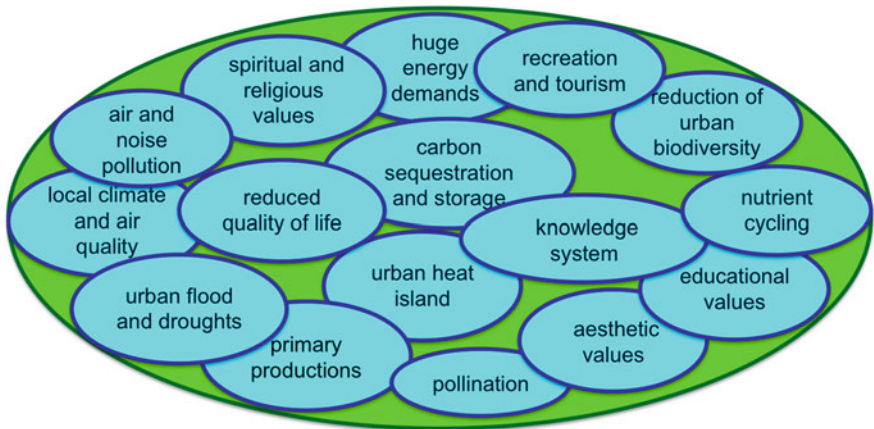 huge
energy
demands
spiritual and
religious
values
recreation
and tourism
reduction of
urban
biodiversity
air and
noise
pollution
carbon
sequestration
and storage
local climate
and air
quality
reduced
quality of life
knowledge
system
nutrient
cycling
urban heat
island
educational
values
urban flood
and droughts
aesthetic
values
primary
productions
pollination